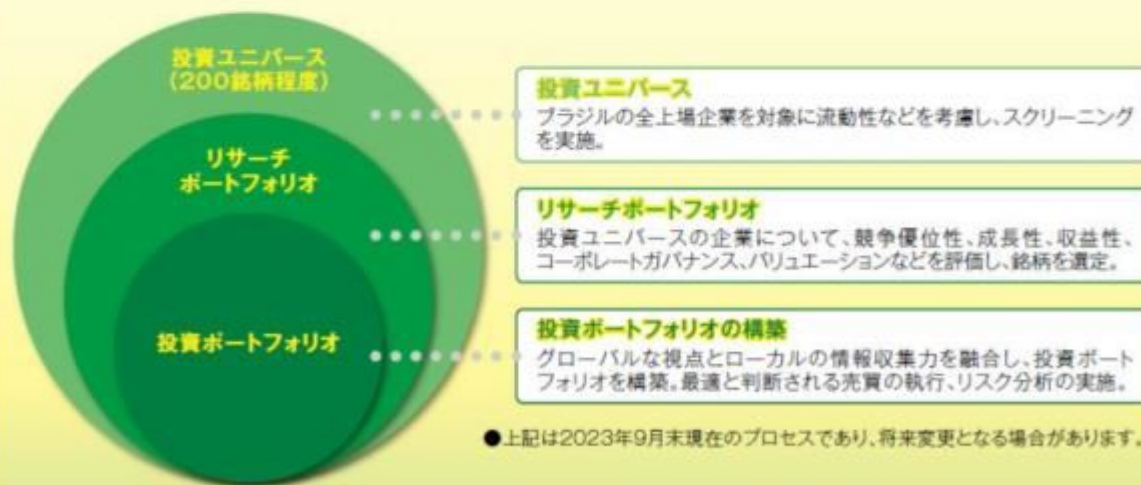 投資ユニバース
(200銘柄程度)
リサーチ
ポートフォリオ
投資ポートフォリオ
投資ユニバース
ブラジルの全上場企業を対象に流動性などを考慮し、スクリーニング
を実施。
リサーチポートフォリオ
投資ユニバースの企業について、競争優位性、成長性、収益性、
コーポレートガバナンス、バリュエーションなどを評価し、銘柄を選定。
投資ポートフォリオの構築
グローバルな視点とローカルの情報収集力を融合し、投資ポート
フォリオを構築。最適と判断される売買の執行、リスク分析の実施。
●上記は2023年9月末現在のプロセスであり、将来変更となる場合があります。